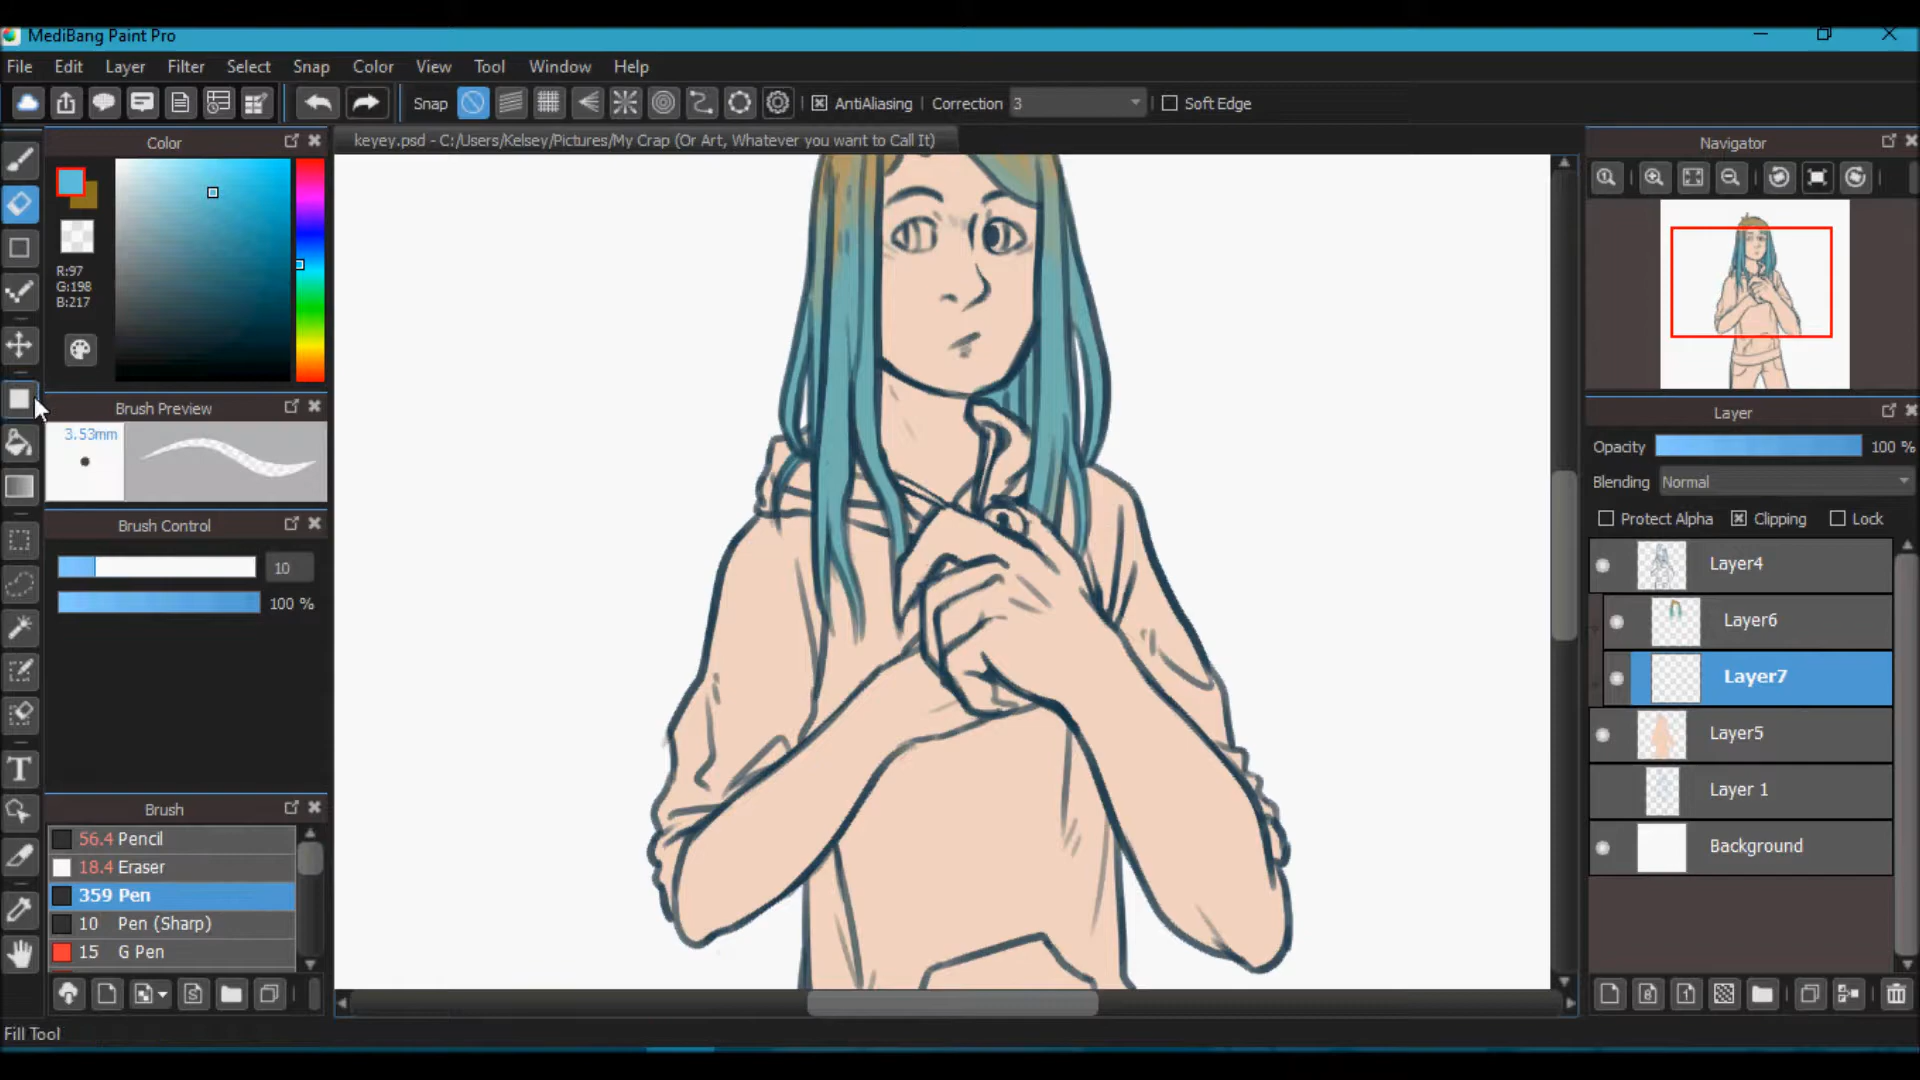 MediBang Paint Pro
File Edit Layer Filter Select Snap Color View Tool Window Help
Snap AntiAliasing Correction 3 Soft Edge
Color
keyey.psd - C:/Users/Kelsey/Pictures/My Crap (Or Art, Whatever you want to Call It)
Navigator
R:97
G:198
B:217
Brush Preview
3.53mm
Layer
Opacity 100 %
Blending Normal
Protect Alpha Clipping Lock
Brush Control
10
100 %
Layer4
Layer6
Layer7
Layer5
Layer 1
Background
T
Brush
56.4 Pencil
18.4 Eraser
359 Pen
10 Pen (Sharp)
15 G Pen
Fill Tool